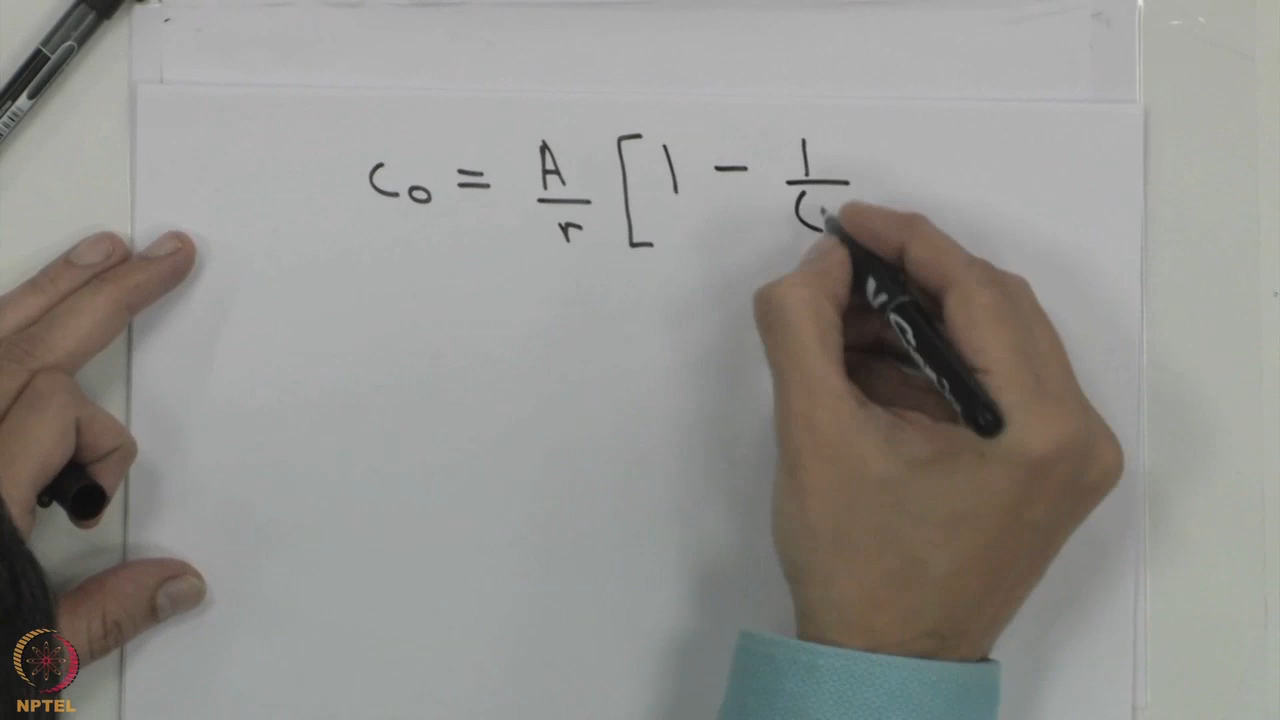 C₀ = A/r [ 1 - 1/(
NPTEL